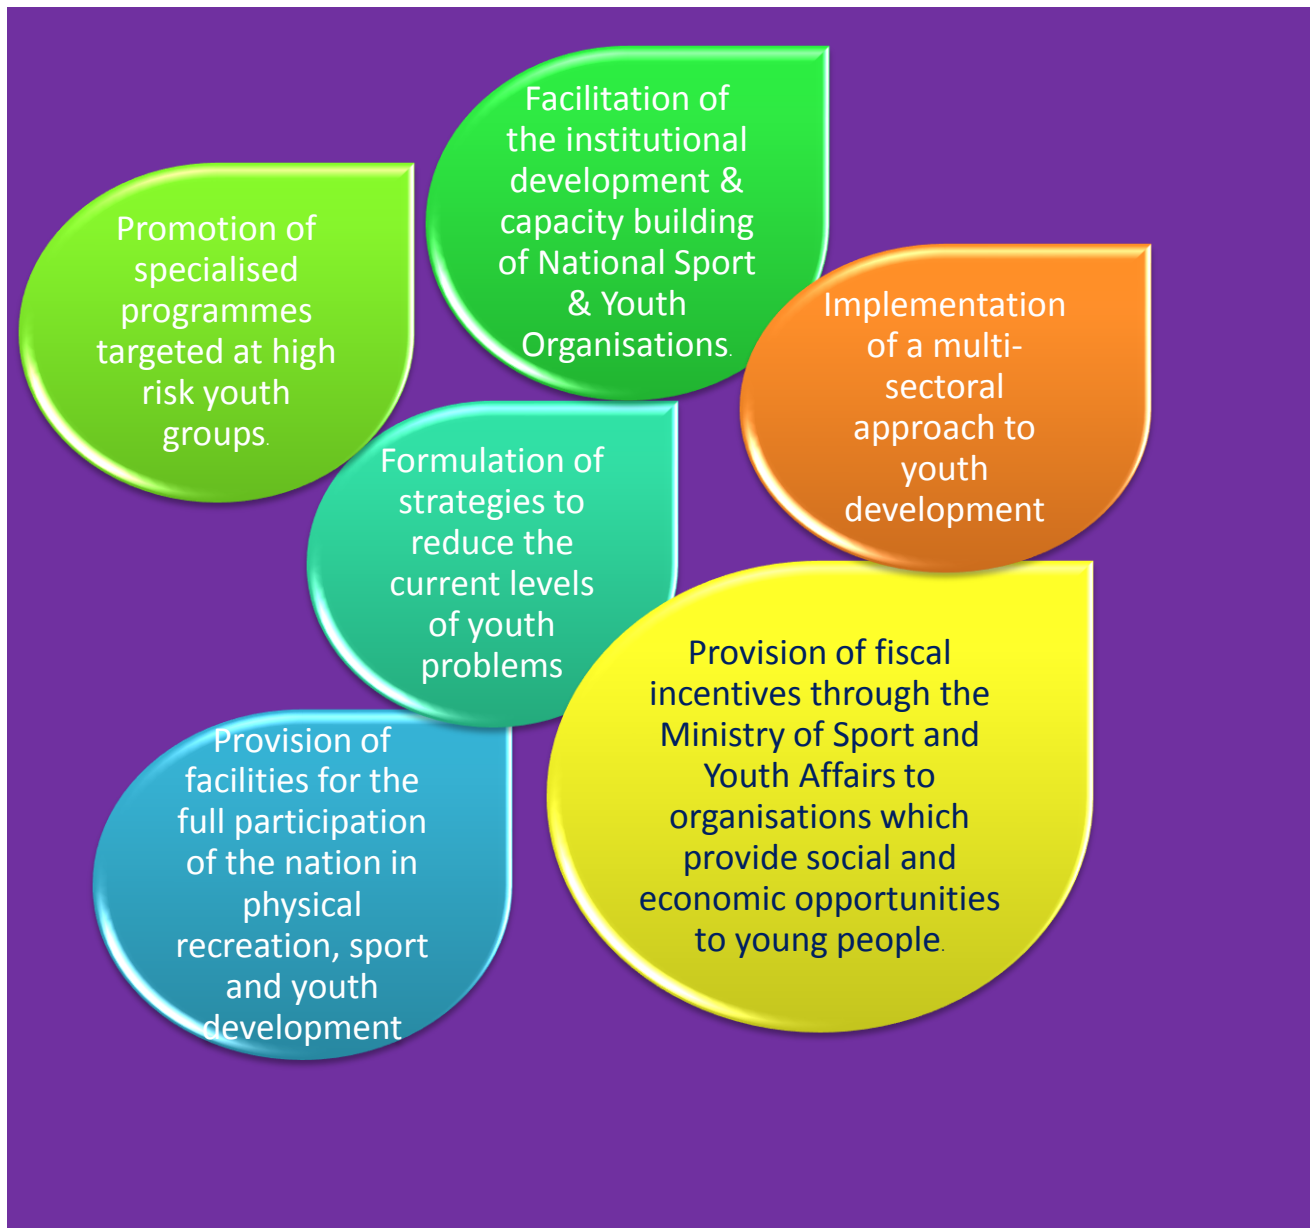 Facilitation of
the institutional
development &
capacity building
of National Sport
& Youth
Organisations.
Promotion of
specialised
programmes
targeted at high
risk youth
groups.
Implementation
of a multi-
sectoral
approach to
youth
development
Formulation of
strategies to
reduce the
current levels
of youth
problems
Provision of fiscal
incentives through the
Ministry of Sport and
Youth Affairs to
organisations which
provide social and
economic opportunities
to young people.
Provision of
facilities for the
full participation
of the nation in
physical
recreation, sport
and youth
development